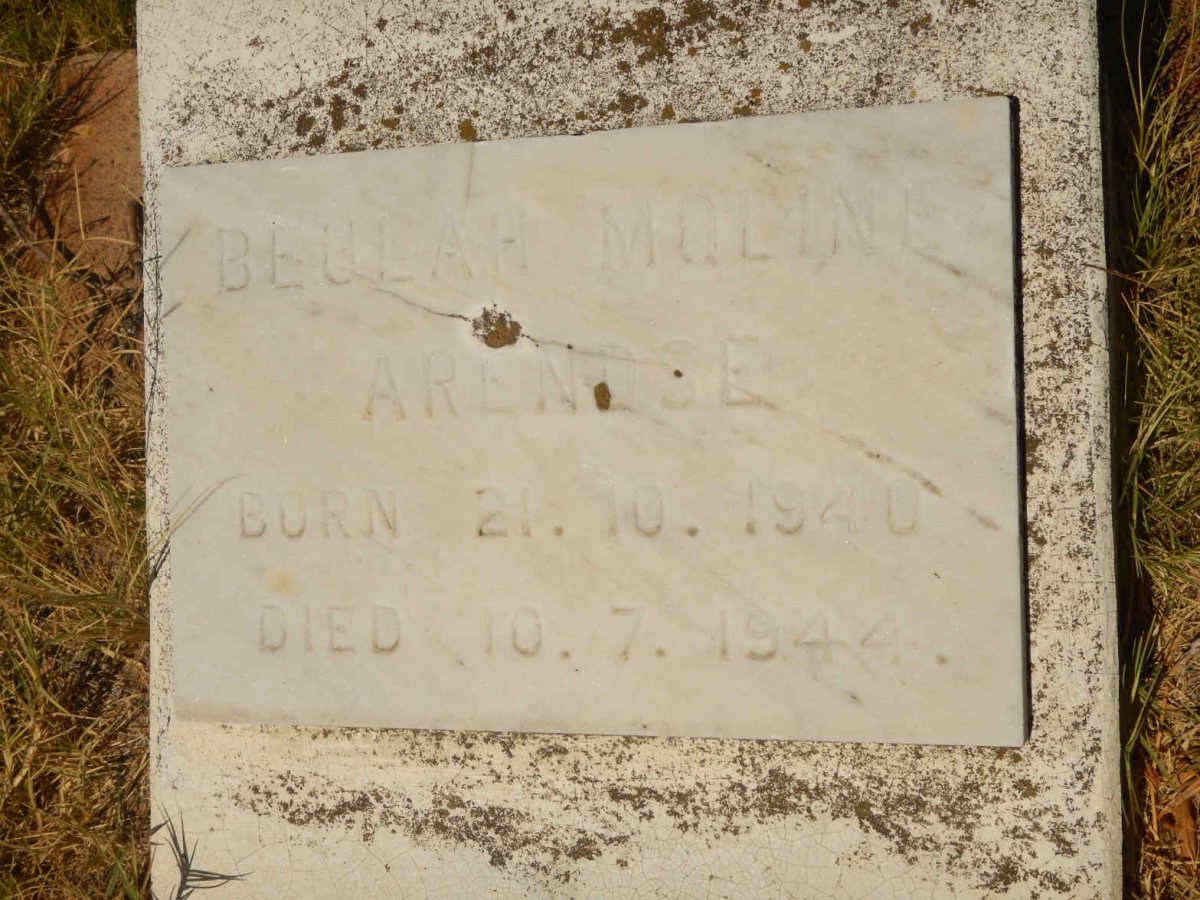 BEULAH MOLINE
ARENDSE
BORN 21. 10. 1940
DIED 10. 7. 1944.